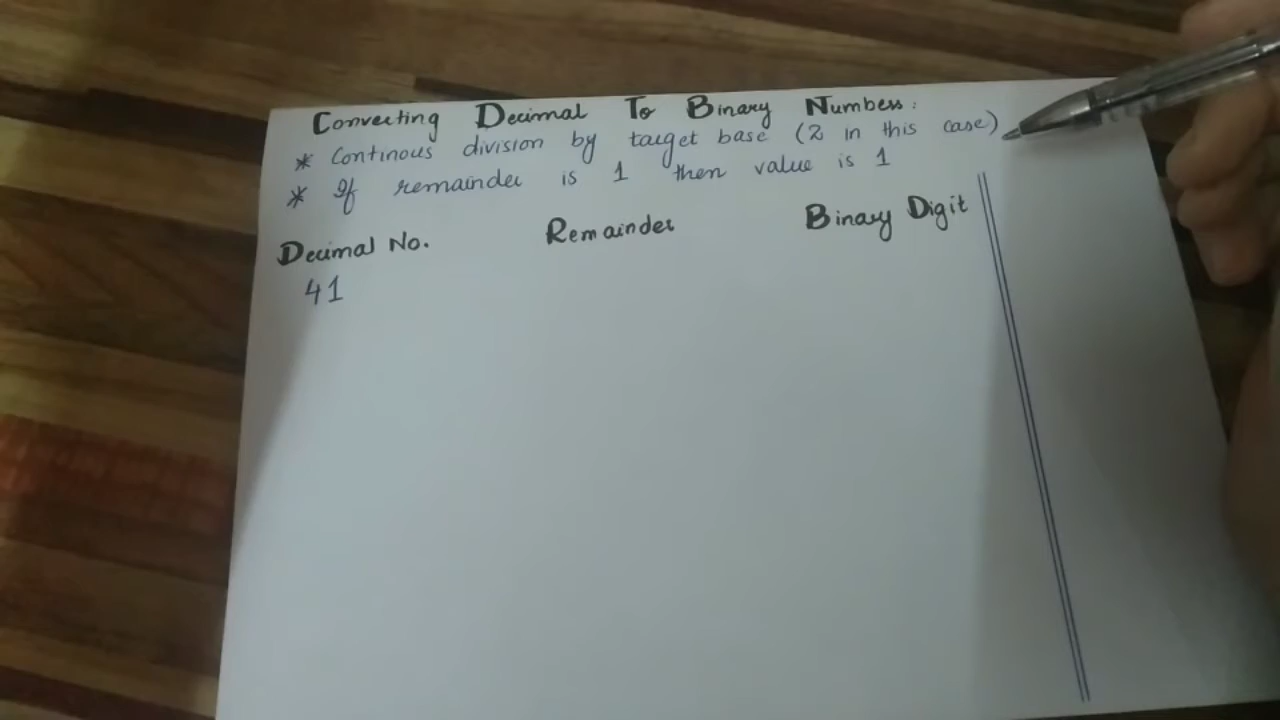 Converting Decimal To Binary Numbers:
* Continous division by target base (2 in this case)
* If remainder is 1 then value is 1
Decimal No. Remainder Binary Digit
41